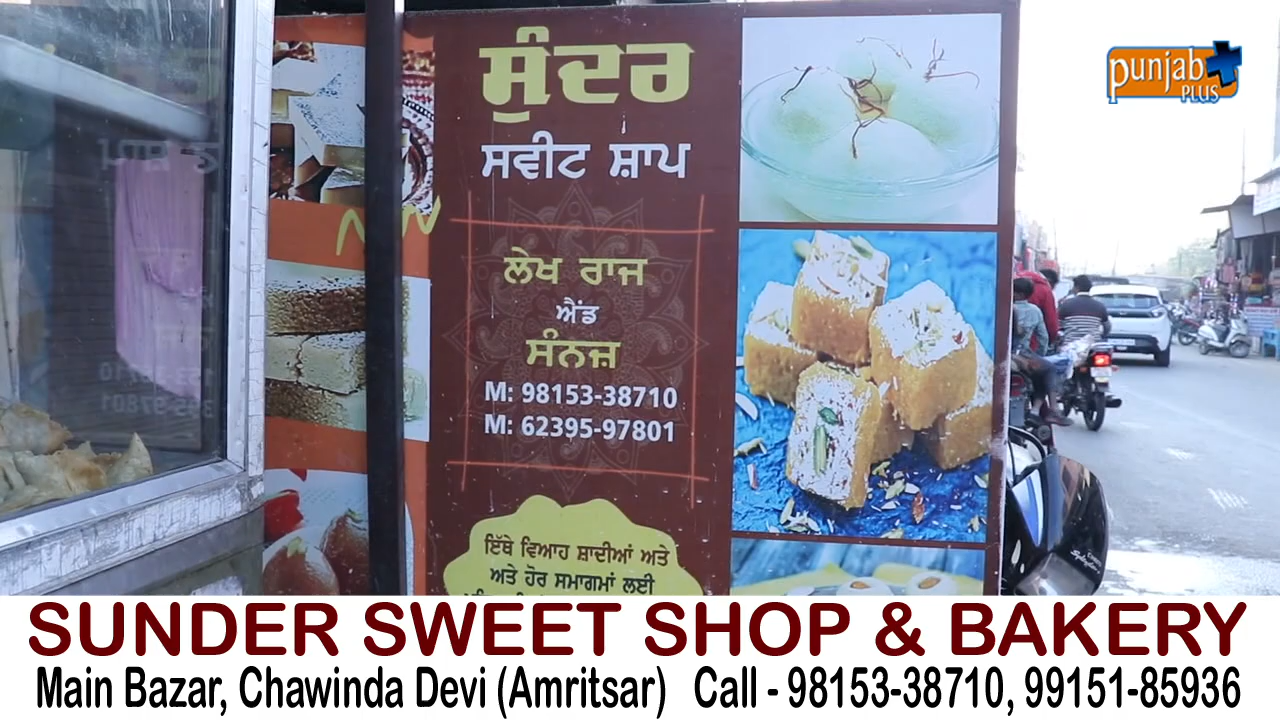 ਸੁੰਦਰ
ਸਵੀਟ ਸ਼ਾਪ
ਲੇਖ ਰਾਜ
ਐਂਡ
ਸੰਨਜ਼
M: 98153-38710
M: 62395-97801
ਇੱਥੇ ਵਿਆਹ ਸ਼ਾਦੀਆਂ ਅਤੇ
ਅਤੇ ਹੋਰ ਸਮਾਗਮਾਂ ਲਈ
punjab
PLUS
SUNDER SWEET SHOP & BAKERY
Main Bazar, Chawinda Devi (Amritsar) Call - 98153-38710, 99151-85936